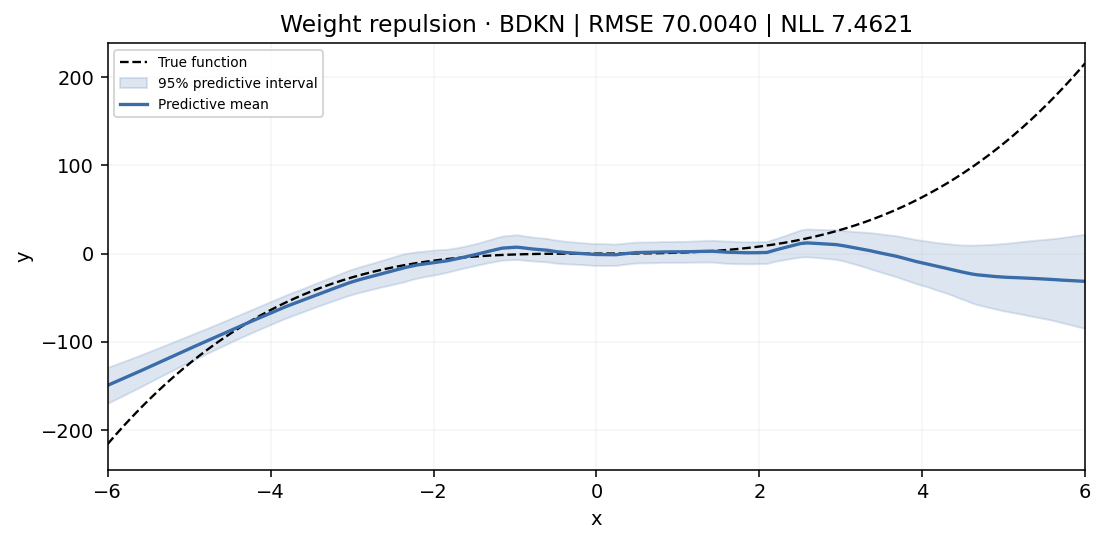 Weight repulsion · BDKN | RMSE 70.0040 | NLL 7.4621
True function
95% predictive interval
Predictive mean
200
100
0
−100
−200
y
−6 −4 −2 0 2 4 6
x